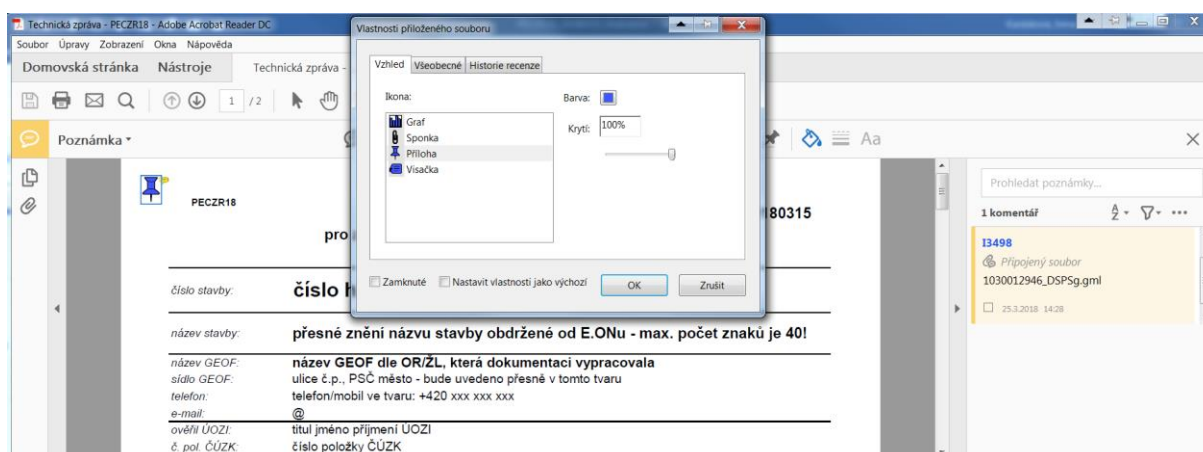 Technická zpráva - PECZR18 - Adobe Acrobat Reader DC
Soubor Úpravy Zobrazení Okna Nápověda
Domovská stránka Nástroje Technická zpráva -
1 / 2
Poznámka
Vlastnosti přiloženého souboru
Vzhled Všeobecné Historie recenze
Ikona:
Graf
Sponka
Příloha
Visačka
Barva:
Krytí: 100%
Zamknuté Nastavit vlastnosti jako výchozí OK Zrušit
Aa
PECZR18
80315
pro
číslo stavby: číslo h
název stavby: přesné znění názvu stavby obdržené od E.ONu - max. počet znaků je 40!
název GEOF: název GEOF dle OR/ŽL, která dokumentaci vypracovala
sídlo GEOF: ulice č.p., PSČ město - bude uvedeno přesně v tomto tvaru
telefon: telefon/mobil ve tvaru: +420 xxx xxx xxx
e-mail: @
ověřil ÚOZI: titul jméno příjmení ÚOZI
č. pol. ČÚZK: číslo položky ČÚZK
Prohledat poznámky...
1 komentář
I3498
Připojený soubor
1030012946_DSPSg.gml
25.3.2018 14:28